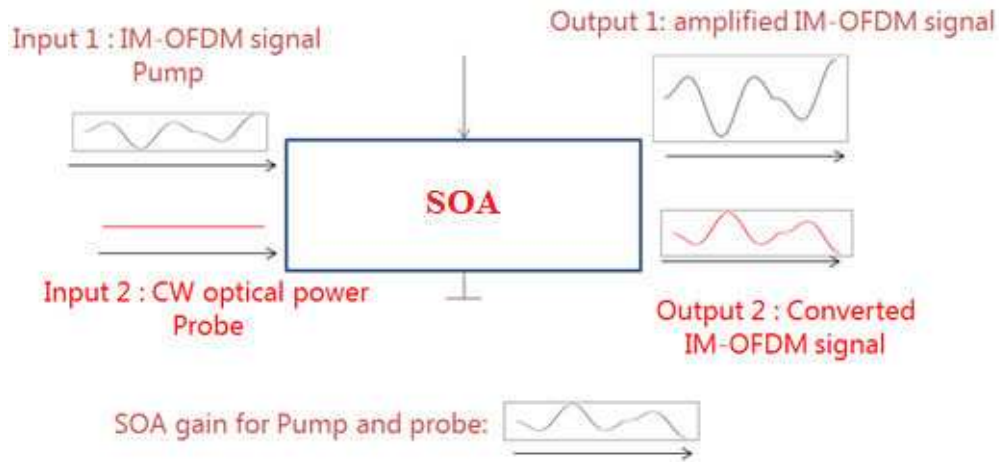 Input 1 : IM-OFDM signal
Pump
Output 1: amplified IM-OFDM signal
SOA
Input 2 : CW optical power
Probe
Output 2 : Converted
IM-OFDM signal
SOA gain for Pump and probe: